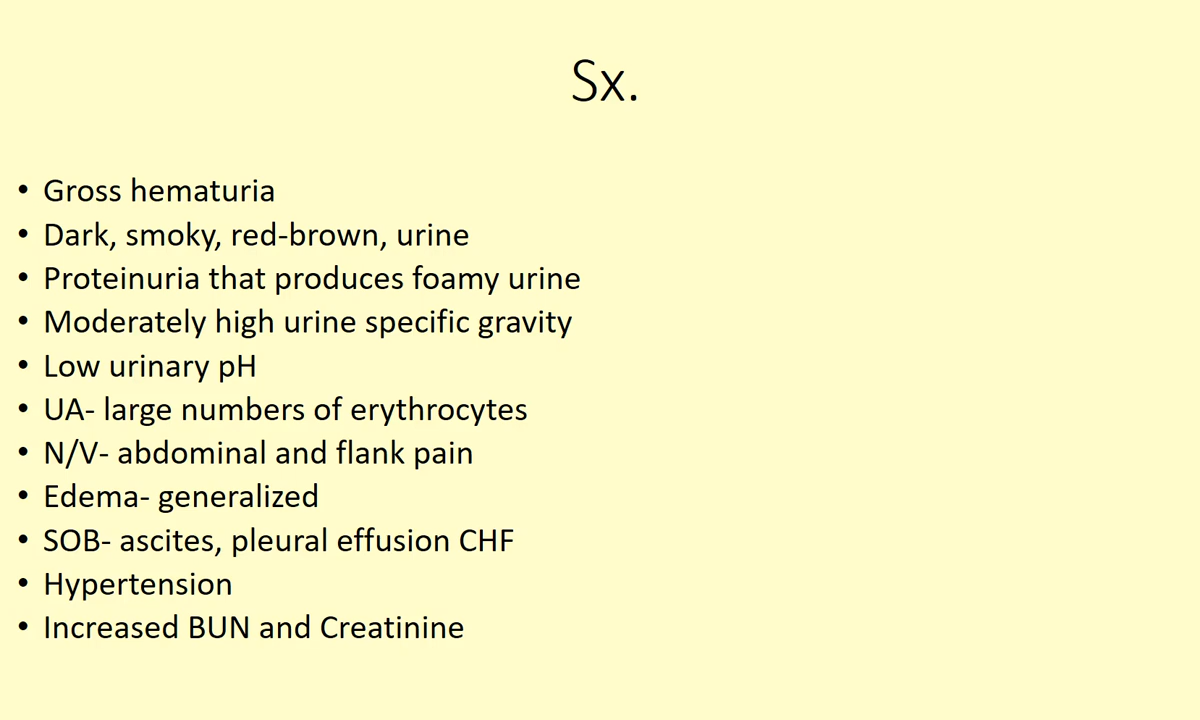 Sx.
• Gross hematuria
• Dark, smoky, red-brown, urine
• Proteinuria that produces foamy urine
• Moderately high urine specific gravity
• Low urinary pH
• UA- large numbers of erythrocytes
• N/V- abdominal and flank pain
• Edema- generalized
• SOB- ascites, pleural effusion CHF
• Hypertension
• Increased BUN and Creatinine